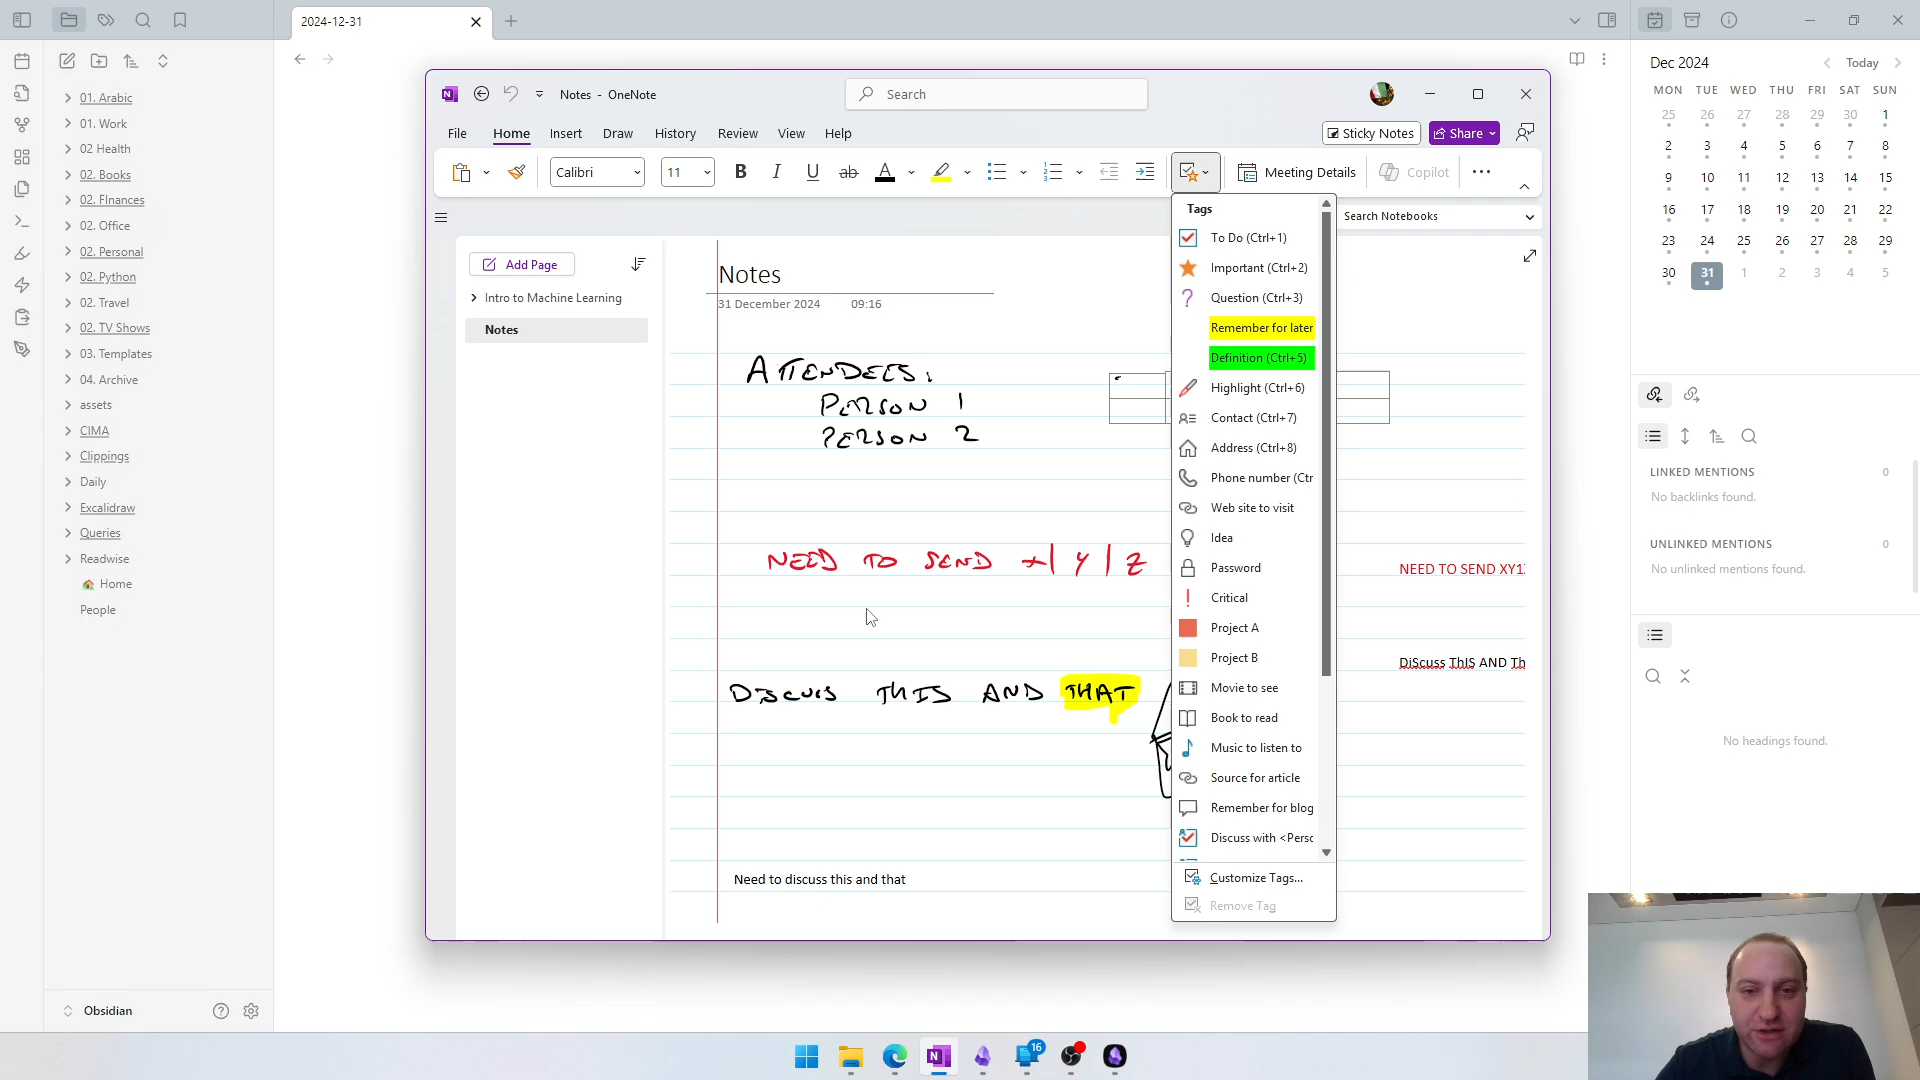 2024-12-31
01. Arabic
01. Work
02 Health
02. Books
02. FInances
02. Office
02. Personal
02. Python
02. Travel
02. TV Shows
03. Templates
04. Archive
assets
CIMA
Clippings
Daily
Excalidraw
Queries
Readwise
Home
People
Obsidian
Notes - OneNote
Search
File Home Insert Draw History Review View Help
Sticky Notes
Share
Calibri
11
Meeting Details
Copilot
Search Notebooks
Add Page
Intro to Machine Learning
Notes
Notes
31 December 2024 09:16
ATTENDEES:
PERSON 1
PERSON 2
NEED TO SEND X | Y | Z
DISCUSS THIS AND THAT
Need to discuss this and that
NEED TO SEND XY1
DiScuss ThIS AND Th
Tags
To Do (Ctrl+1)
Important (Ctrl+2)
Question (Ctrl+3)
Remember for later
Definition (Ctrl+5)
Highlight (Ctrl+6)
Contact (Ctrl+7)
Address (Ctrl+8)
Phone number (Ctr
Web site to visit
Idea
Password
Critical
Project A
Project B
Movie to see
Book to read
Music to listen to
Source for article
Remember for blog
Discuss with <Perso
Customize Tags...
Remove Tag
Dec 2024
Today
MON TUE WED THU FRI SAT SUN
25 26 27 28 29 30 1
2 3 4 5 6 7 8
9 10 11 12 13 14 15
16 17 18 19 20 21 22
23 24 25 26 27 28 29
30 31 1 2 3 4 5
LINKED MENTIONS 0
No backlinks found.
UNLINKED MENTIONS 0
No unlinked mentions found.
No headings found.
16